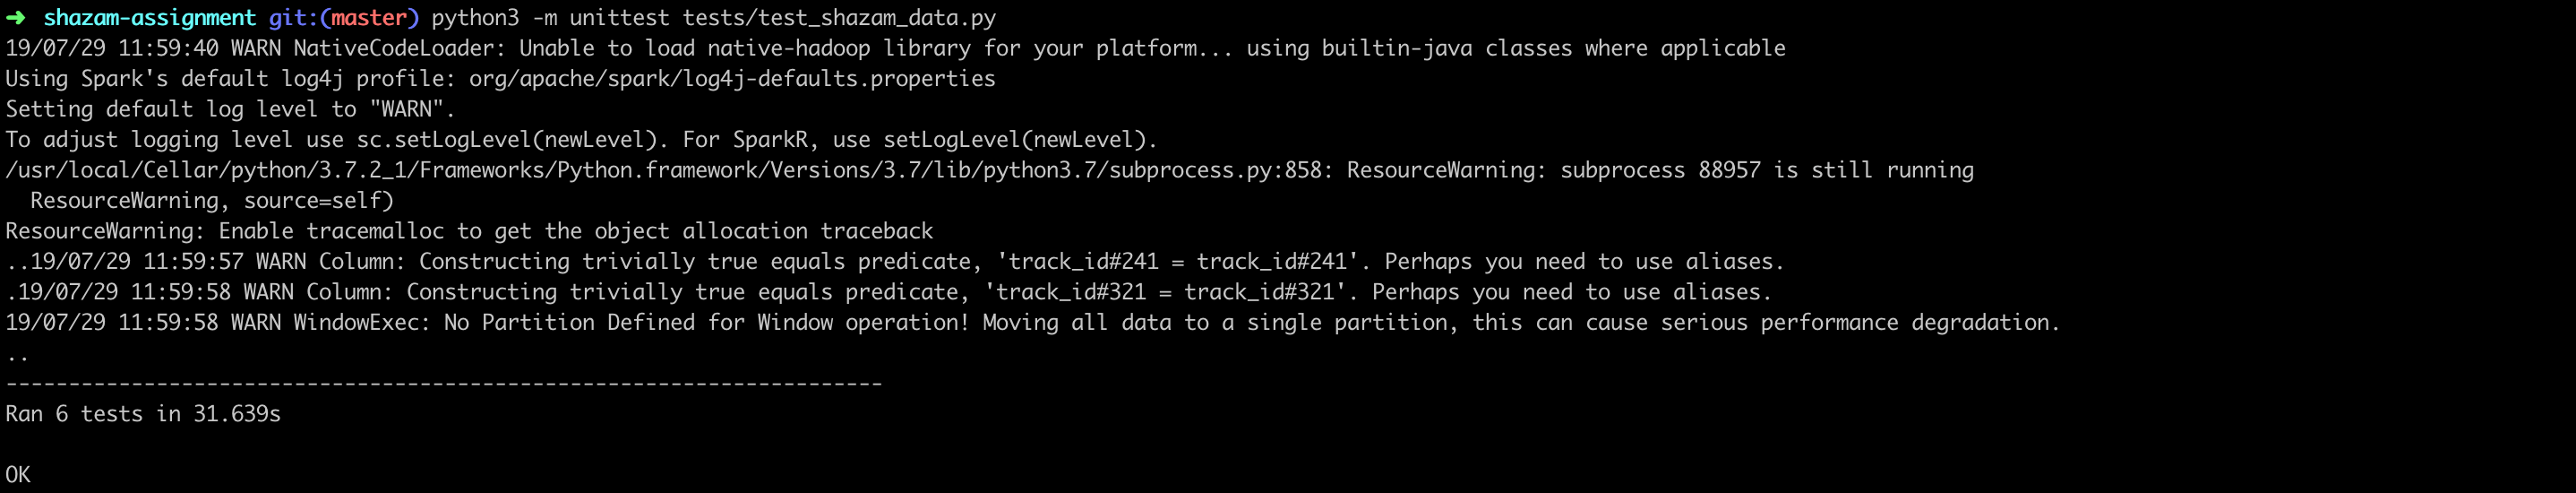 ➜ shazam-assignment git:(master) python3 -m unittest tests/test_shazam_data.py
19/07/29 11:59:40 WARN NativeCodeLoader: Unable to load native-hadoop library for your platform... using builtin-java classes where applicable
Using Spark's default log4j profile: org/apache/spark/log4j-defaults.properties
Setting default log level to "WARN".
To adjust logging level use sc.setLogLevel(newLevel). For SparkR, use setLogLevel(newLevel).
/usr/local/Cellar/python/3.7.2_1/Frameworks/Python.framework/Versions/3.7/lib/python3.7/subprocess.py:858: ResourceWarning: subprocess 88957 is still running
  ResourceWarning, source=self)
ResourceWarning: Enable tracemalloc to get the object allocation traceback
..19/07/29 11:59:57 WARN Column: Constructing trivially true equals predicate, 'track_id#241 = track_id#241'. Perhaps you need to use aliases.
.19/07/29 11:59:58 WARN Column: Constructing trivially true equals predicate, 'track_id#321 = track_id#321'. Perhaps you need to use aliases.
19/07/29 11:59:58 WARN WindowExec: No Partition Defined for Window operation! Moving all data to a single partition, this can cause serious performance degradation.
..
----------------------------------------------------------------------
Ran 6 tests in 31.639s

OK